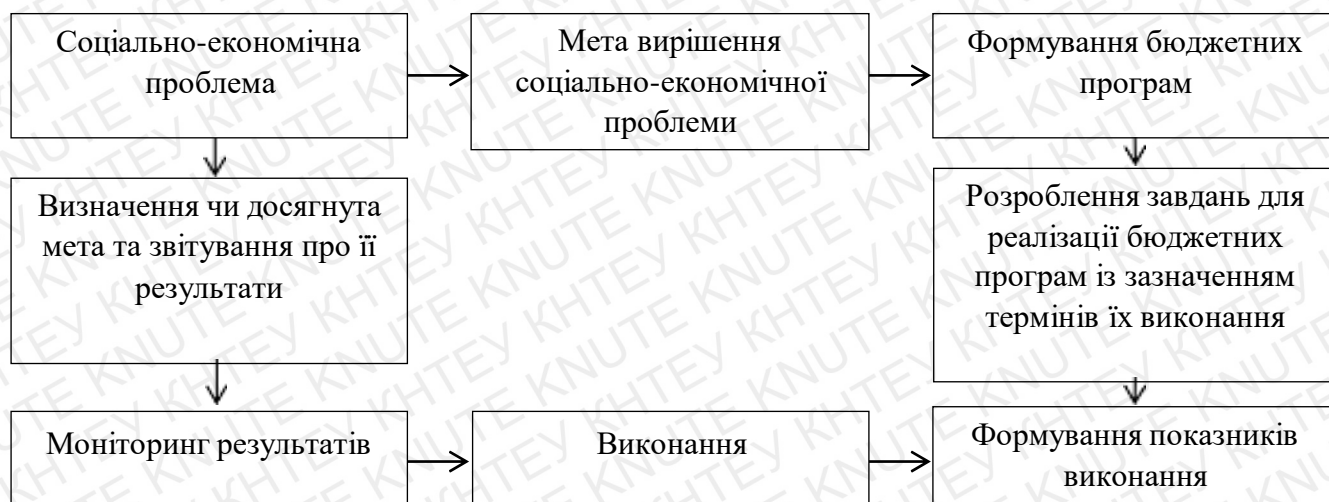 Соціально-економічна
проблема
Мета вирішення
соціально-економічної
проблеми
Формування бюджетних
програм
Визначення чи досягнута
мета та звітування про її
результати
Розроблення завдань для
реалізації бюджетних
програм із зазначенням
термінів їх виконання
Моніторинг результатів
Виконання
Формування показників
виконання